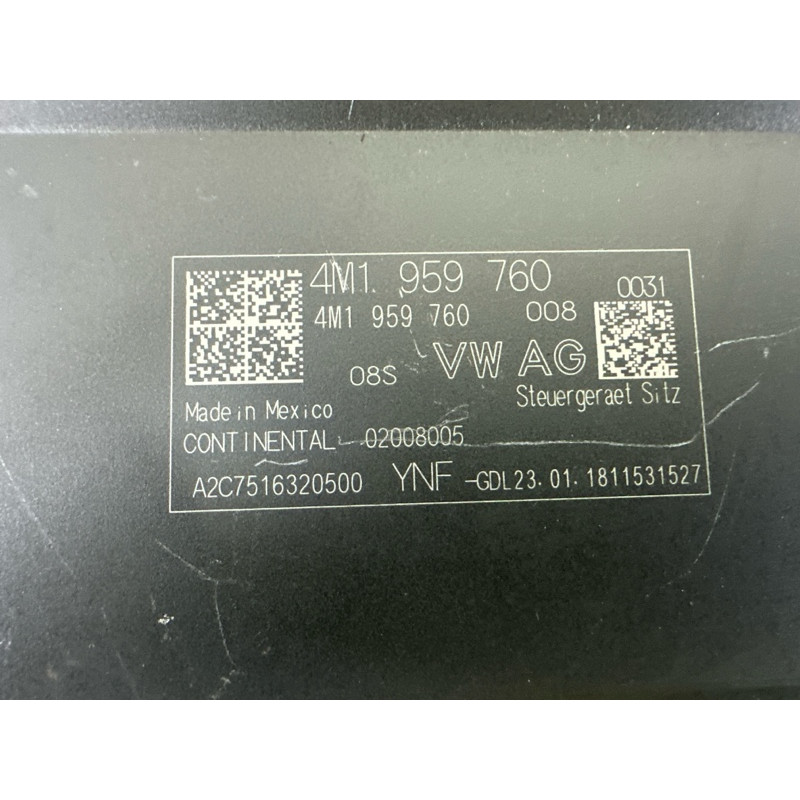 4M1. 959 760
0031
4M1 959 760 008
08S VW AG
Steuergeraet Sitz
Made in Mexico
CONTINENTAL 02008005
A2C7516320500 YNF -GDL23.01.1811531527